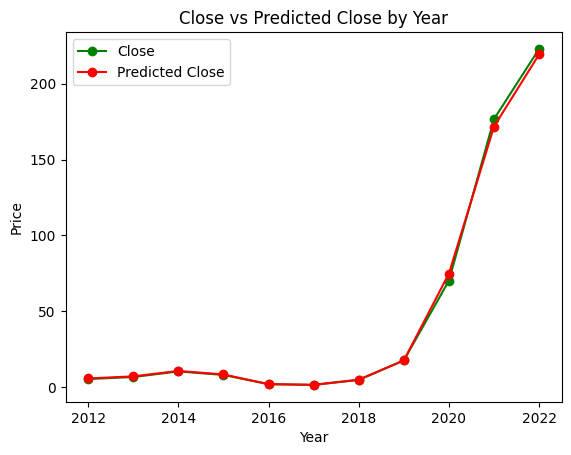 Close vs Predicted Close by Year
Close
Predicted Close
200
150
100
50
0
Price
2012 2014 2016 2018 2020 2022
Year